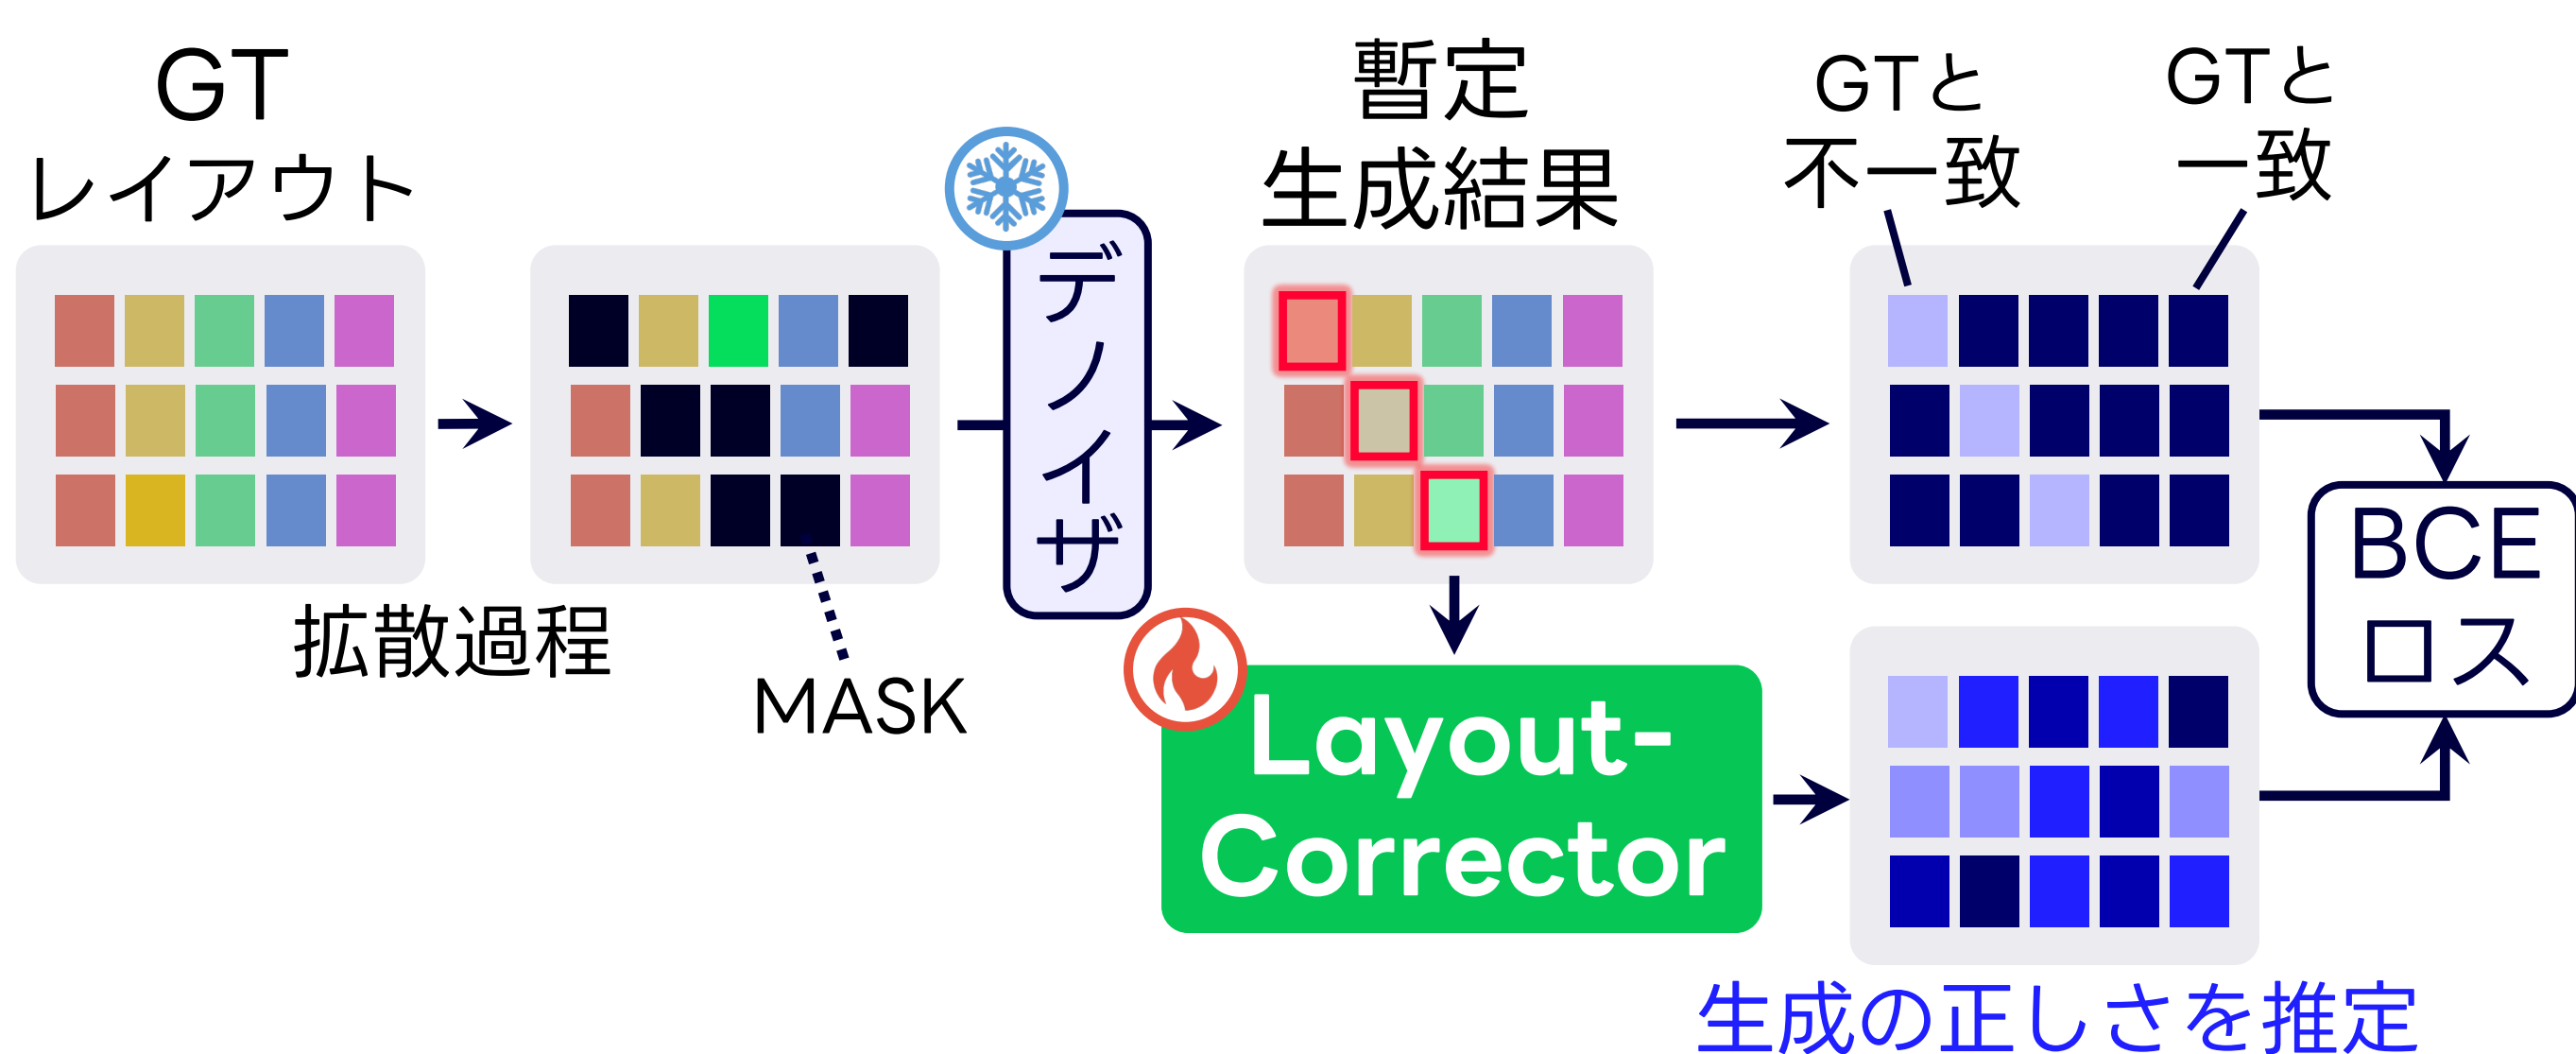 GT
レイアウト
拡散過程
MASK
デノイザ
暫定
生成結果
GTと
不一致
GTと
一致
BCE
ロス
Layout-
Corrector
生成の正しさを推定